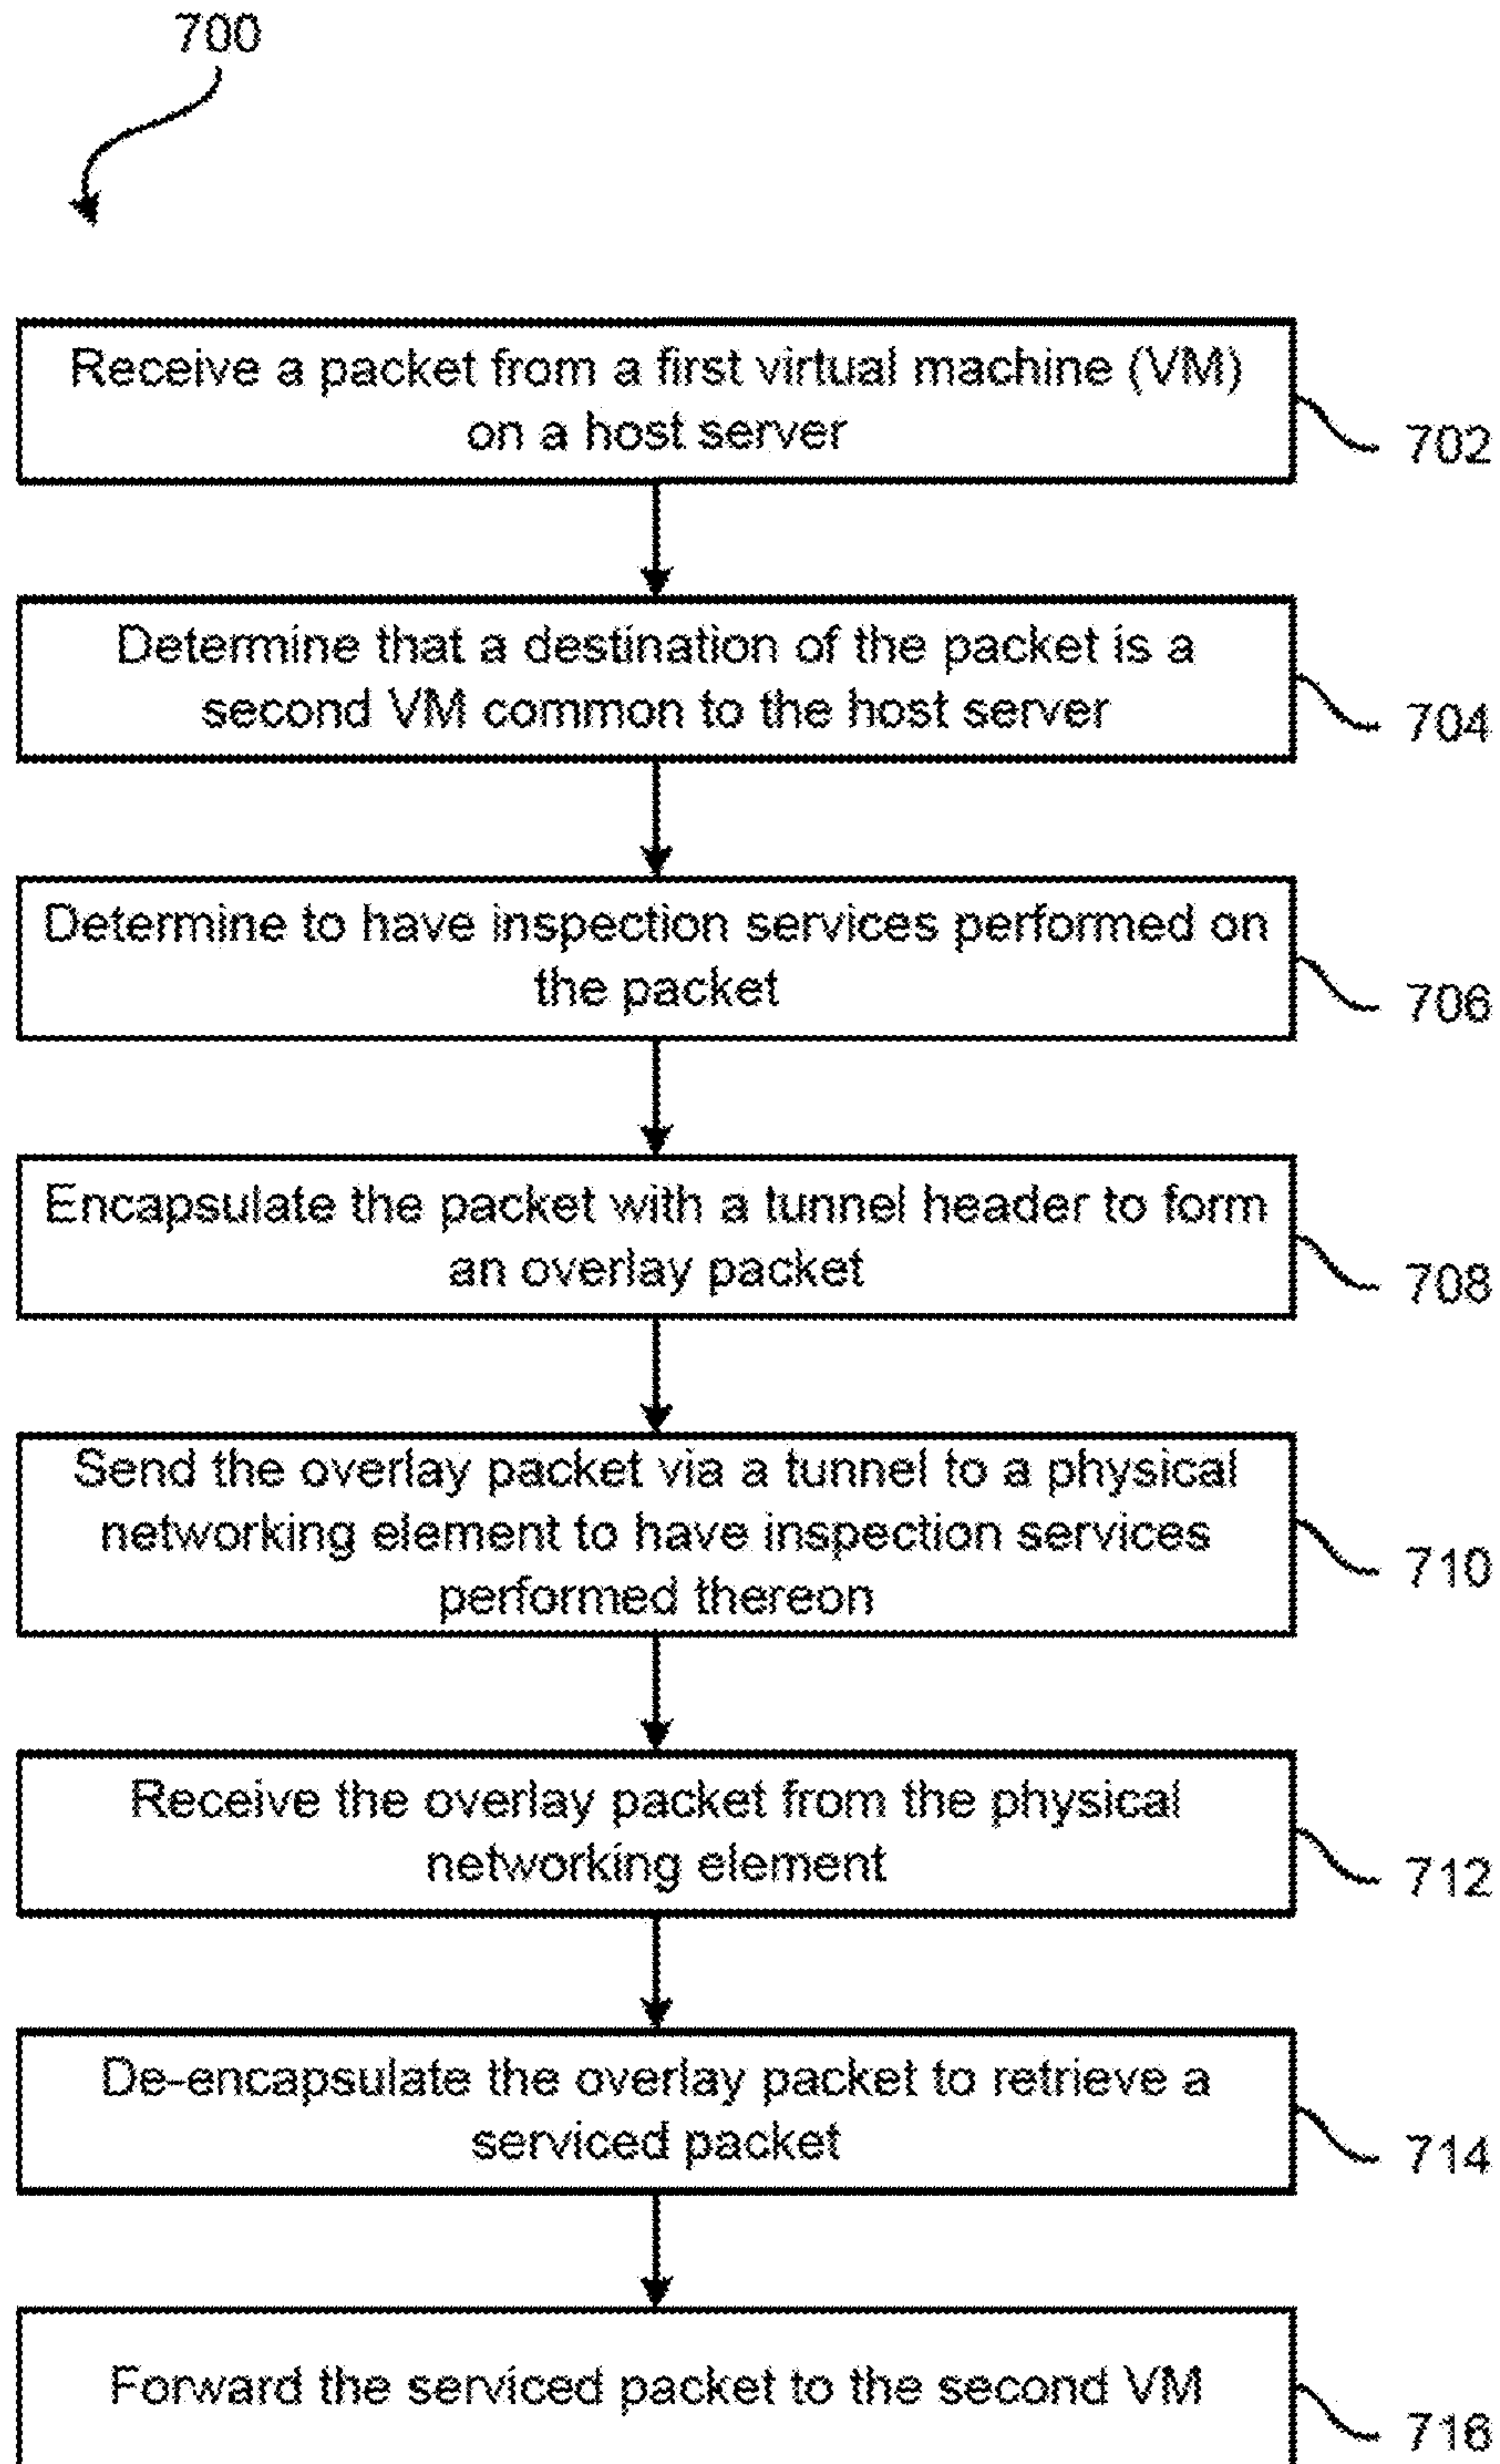 700
Receive a packet from a first virtual machine (VM)
on a host server
702
Determine that a destination of the packet is a
second VM common to the host server
704
Determine to have inspection services performed on
the packet
706
Encapsulate the packet with a tunnel header to form
an overlay packet
708
Send the overlay packet via a tunnel to a physical
networking element to have inspection services
performed thereon
710
Receive the overlay packet from the physical
networking element
712
De-encapsulate the overlay packet to retrieve a
serviced packet
714
Forward the serviced packet to the second VM
716